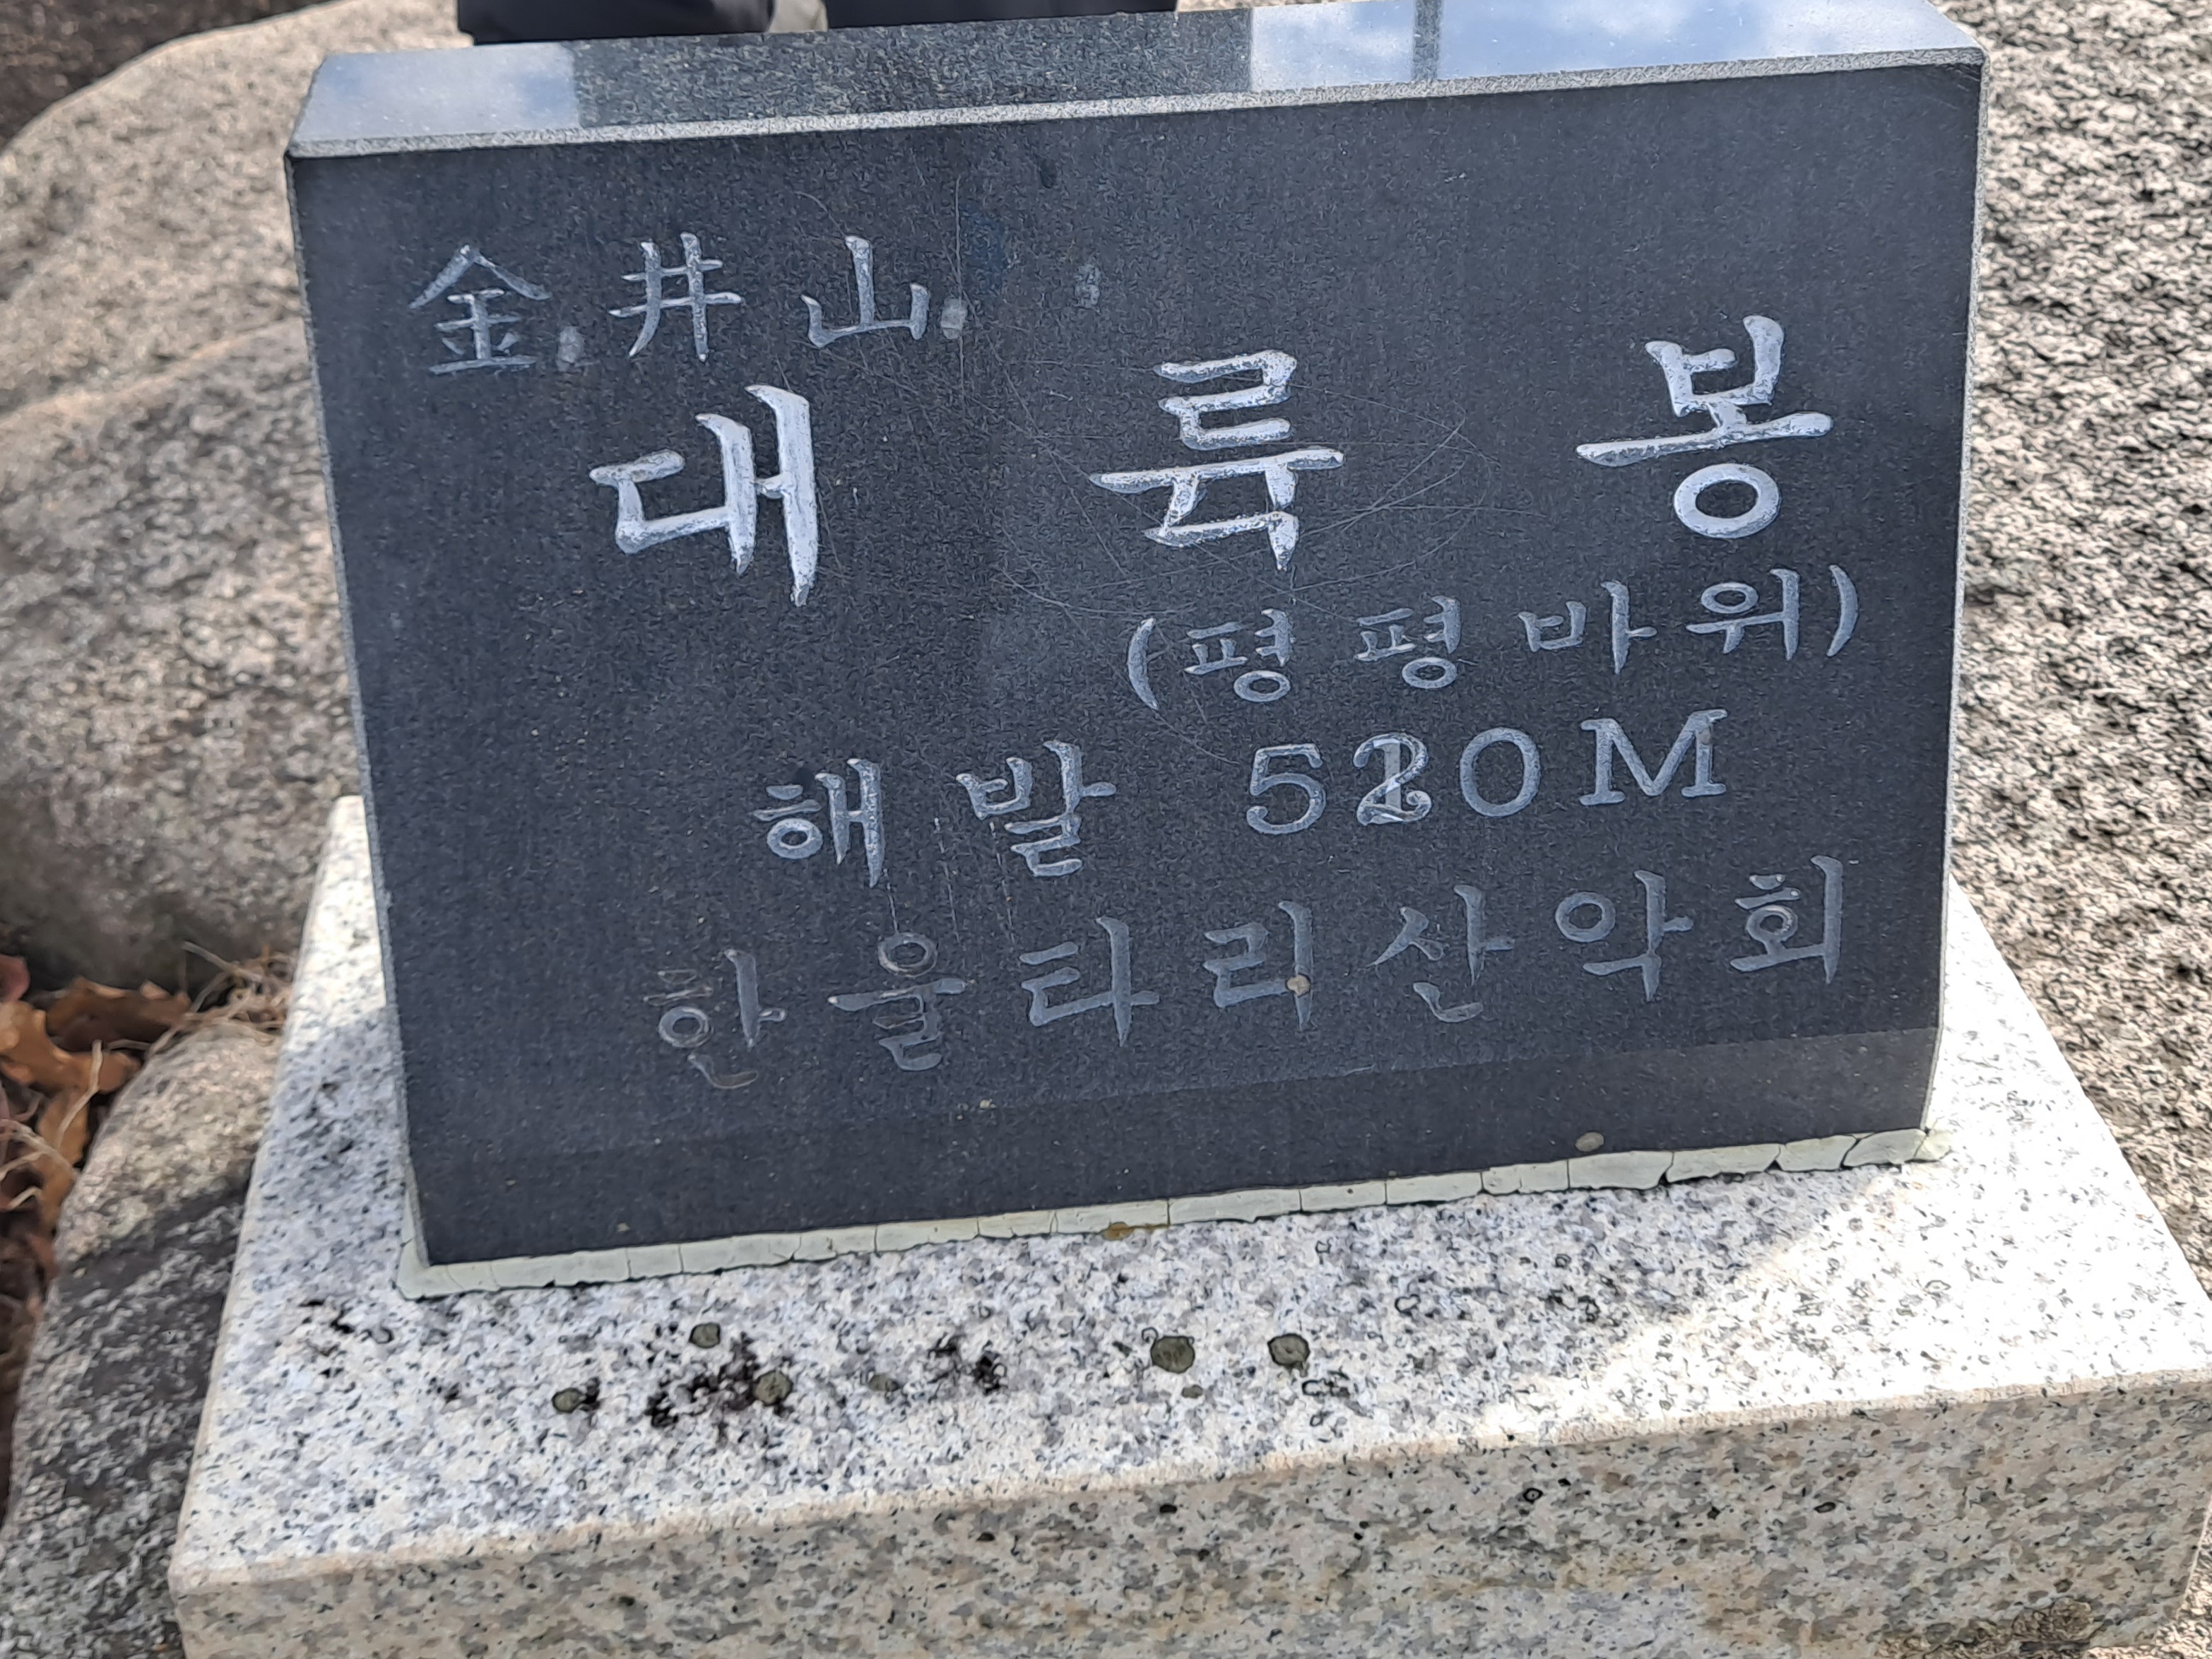 金井山
대륙봉
(평평바위)
해발 520M
한울타리산악회